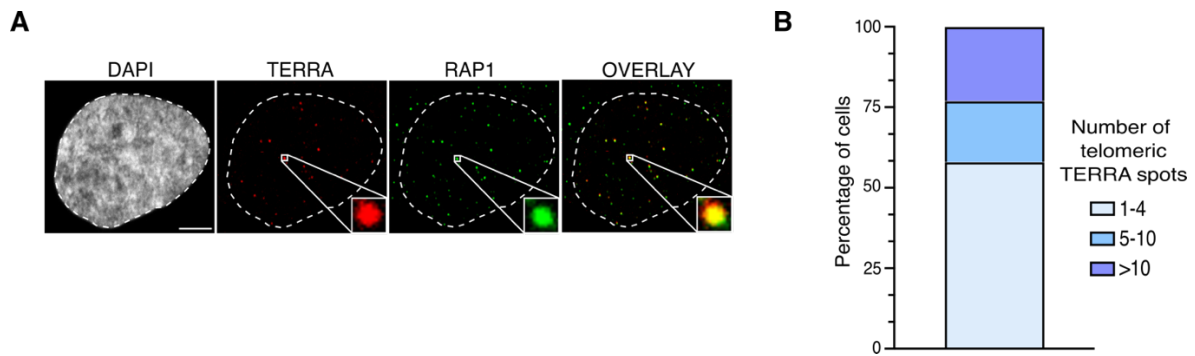 A
DAPI TERRA RAP1 OVERLAY
B
Percentage of cells
100
75
50
25
0
Number of
telomeric
TERRA spots
1-4
5-10
>10